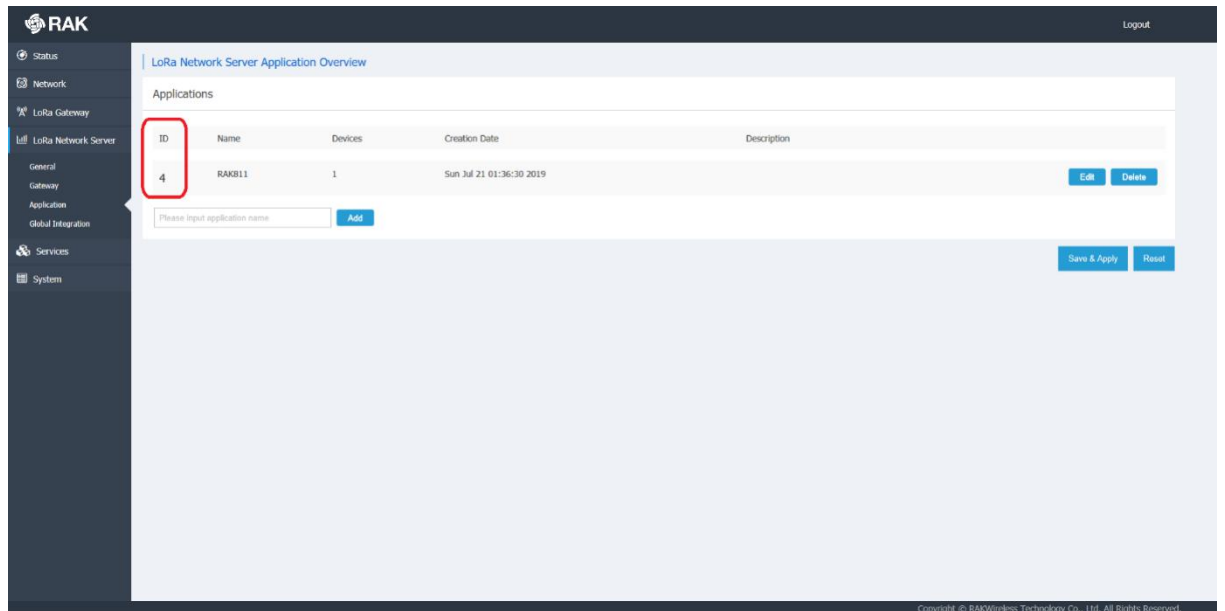 RAK
Logout
Status
Network
LoRa Gateway
LoRa Network Server
General
Gateway
Application
Global Integration
Services
System
LoRa Network Server Application Overview
Applications
ID Name Devices Creation Date Description
4 RAK811 1 Sun Jul 21 01:36:30 2019 Edit Delete
Please input application name Add
Save & Apply Reset
Copyright © RAKWireless Technology Co., Ltd. All Rights Reserved.